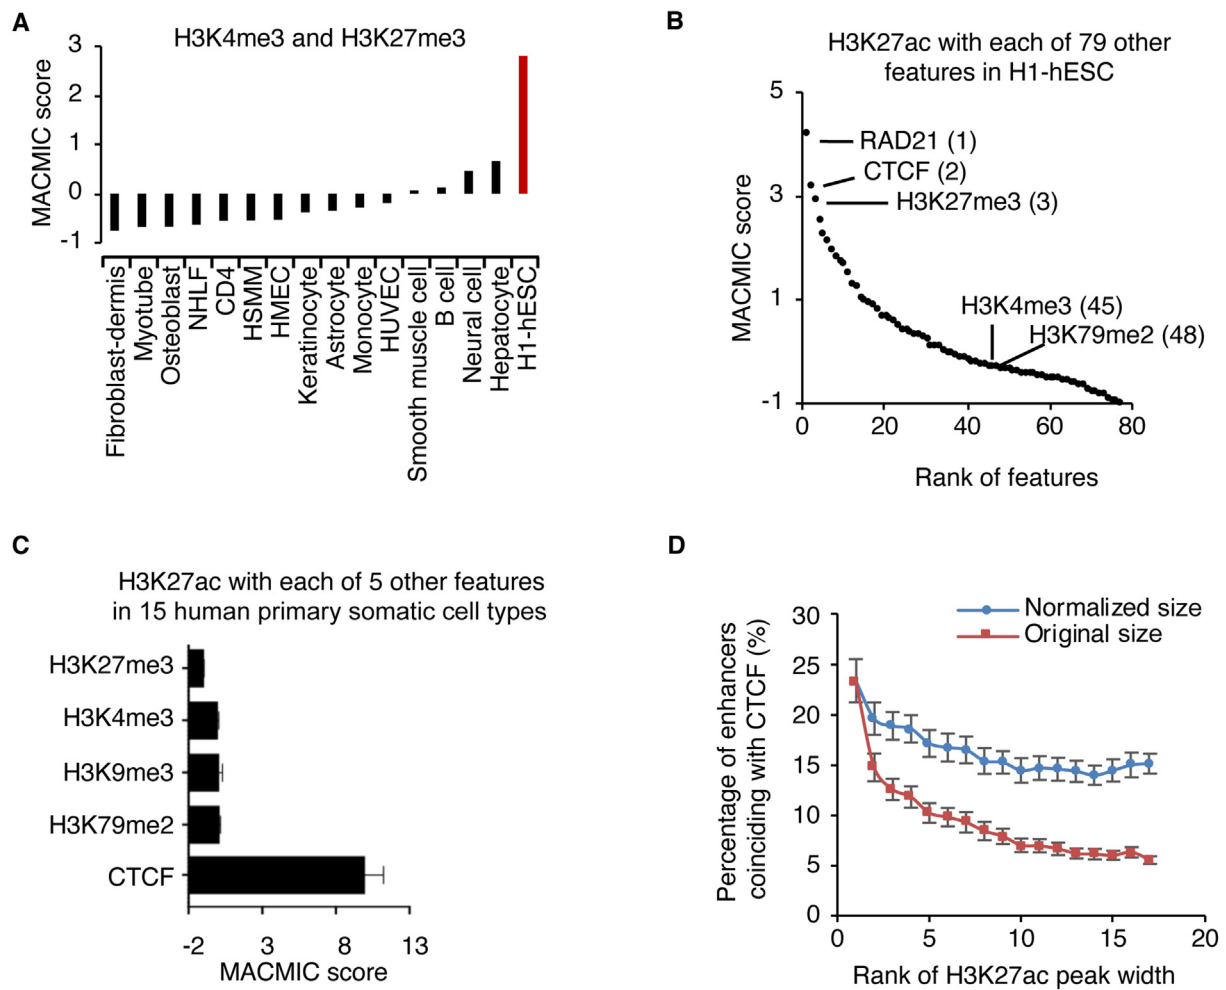 A
H3K4me3 and H3K27me3
MACMIC score
3
2
1
0
-1
Fibroblast-dermis
Myotube
Osteoblast
NHLF
CD4
HSMM
HMEC
Keratinocyte
Astrocyte
Monocyte
HUVEC
Smooth muscle cell
B cell
Neural cell
Hepatocyte
H1-hESC
B
H3K27ac with each of 79 other
features in H1-hESC
MACMIC score
5
3
1
-1
RAD21 (1)
CTCF (2)
H3K27me3 (3)
H3K4me3 (45)
H3K79me2 (48)
0 20 40 60 80
Rank of features
C
H3K27ac with each of 5 other features
in 15 human primary somatic cell types
H3K27me3
H3K4me3
H3K9me3
H3K79me2
CTCF
-2 3 8 13
MACMIC score
D
Normalized size
Original size
Percentage of enhancers
coinciding with CTCF (%)
30
25
20
15
10
5
0
0 5 10 15 20
Rank of H3K27ac peak width